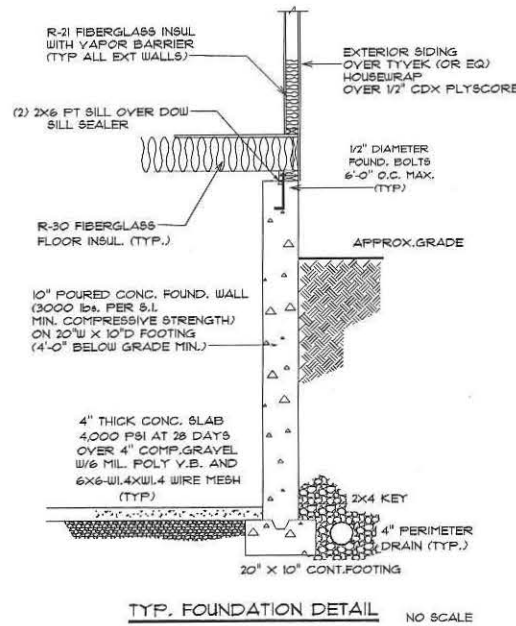 R-21 FIBERGLASS INSUL
WITH VAPOR BARRIER
(TYP ALL EXT WALLS)
EXTERIOR SIDING
OVER TYVEK (OR EQ)
HOUSEWRAP
OVER 1/2" CDX PLYSCORE
(2) 2X6 PT SILL OVER DOW
SILL SEALER
1/2" DIAMETER
FOUND. BOLTS
6'-0" O.C. MAX.
(TYP)
R-30 FIBERGLASS
FLOOR INSUL. (TYP.)
APPROX.GRADE
10" POURED CONC. FOUND. WALL
(3000 lbs. PER S.I.
MIN. COMPRESSIVE STRENGTH)
ON 20"W X 10"D FOOTING
(4'-0" BELOW GRADE MIN.)
4" THICK CONC. SLAB
4,000 PSI AT 28 DAYS
OVER 4" COMP.GRAVEL
W/6 MIL. POLY V.B. AND
6X6-W1.4XW1.4 WIRE MESH
(TYP)
2X4 KEY
4" PERIMETER
DRAIN (TYP.)
20" X 10" CONT.FOOTING
TYP. FOUNDATION DETAIL
NO SCALE